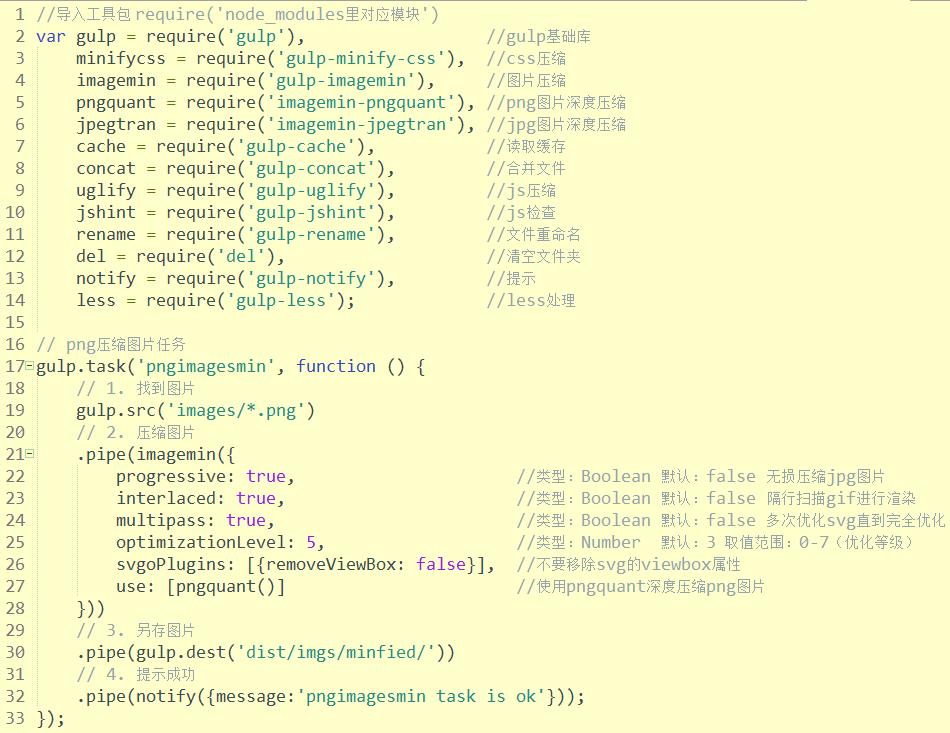 1 //导入工具包 require('node_modules里对应模块')
2 var gulp = require('gulp'), //gulp基础库
3 minifycss = require('gulp-minify-css'), //css压缩
4 imagemin = require('gulp-imagemin'), //图片压缩
5 pngquant = require('imagemin-pngquant'), //png图片深度压缩
6 jpegtran = require('imagemin-jpegtran'), //jpg图片深度压缩
7 cache = require('gulp-cache'), //读取缓存
8 concat = require('gulp-concat'), //合并文件
9 uglify = require('gulp-uglify'), //js压缩
10 jshint = require('gulp-jshint'), //js检查
11 rename = require('gulp-rename'), //文件重命名
12 del = require('del'), //清空文件夹
13 notify = require('gulp-notify'), //提示
14 less = require('gulp-less'); //less处理
15
16 // png压缩图片任务
17 gulp.task('pngimagesmin', function () {
18 // 1. 找到图片
19 gulp.src('images/*.png')
20 // 2. 压缩图片
21 .pipe(imagemin({
22 progressive: true, //类型：Boolean 默认：false 无损压缩jpg图片
23 interlaced: true, //类型：Boolean 默认：false 隔行扫描gif进行渲染
24 multipass: true, //类型：Boolean 默认：false 多次优化svg直到完全优化
25 optimizationLevel: 5, //类型：Number 默认：3 取值范围：0-7（优化等级）
26 svgoPlugins: [{removeViewBox: false}], //不要移除svg的viewbox属性
27 use: [pngquant()] //使用pngquant深度压缩png图片
28 }))
29 // 3. 另存图片
30 .pipe(gulp.dest('dist/imgs/minfied/'))
31 // 4. 提示成功
32 .pipe(notify({message:'pngimagesmin task is ok'}));
33 });